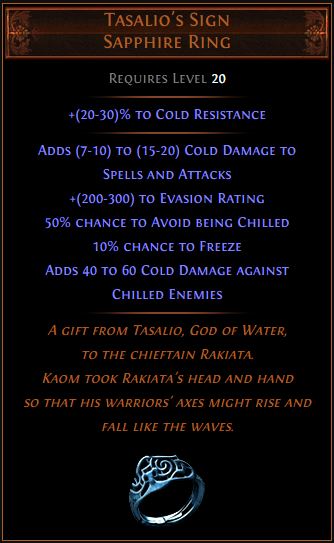 Tasalio's Sign
Sapphire Ring
Requires Level 20
+(20-30)% to Cold Resistance
Adds (7-10) to (15-20) Cold Damage to
Spells and Attacks
+(200-300) to Evasion Rating
50% chance to Avoid being Chilled
10% chance to Freeze
Adds 40 to 60 Cold Damage against
Chilled Enemies
A gift from Tasalio, God of Water,
to the chieftain Rakiata.
Kaom took Rakiata's head and hand
so that his warriors' axes might rise and
fall like the waves.